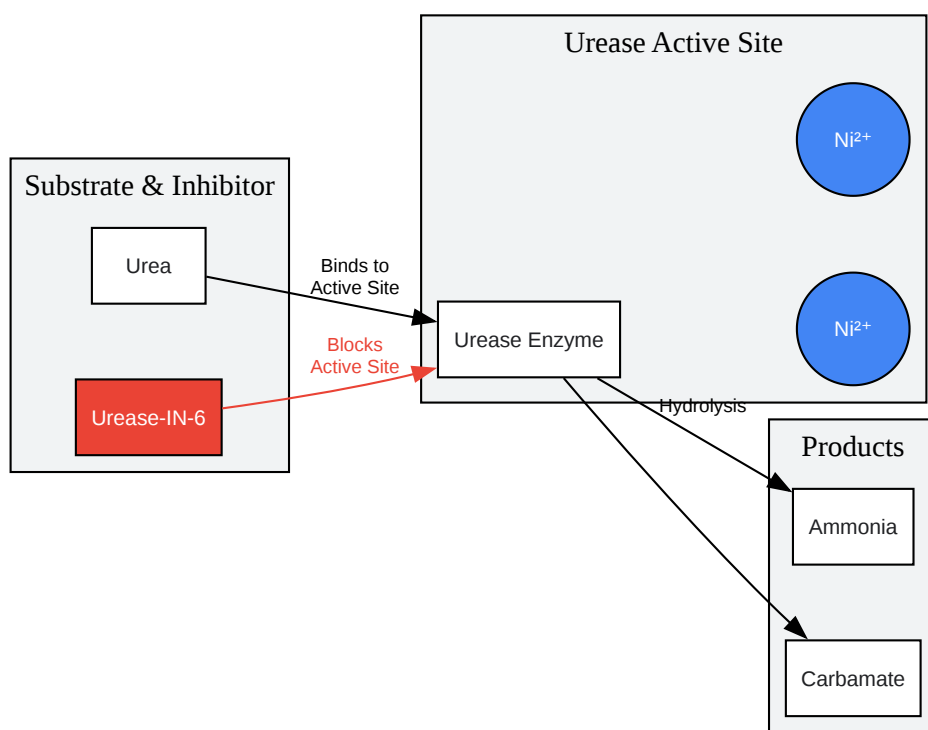 Urease Active Site
Ni²⁺
Substrate & Inhibitor
Urea
Binds to
Active Site
Ni²⁺
Urease Enzyme
Blocks
Active Site
Urease-IN-6
Hydrolysis
Products
Ammonia
Carbamate